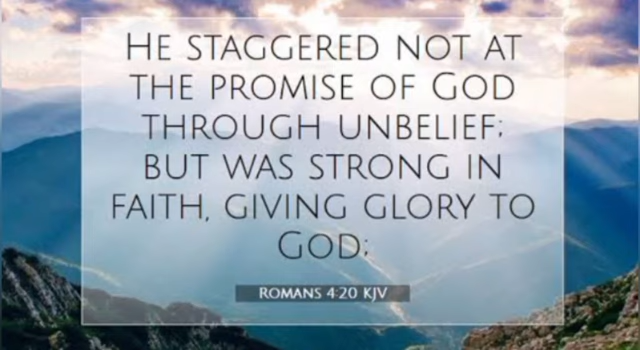 He staggered not at
the promise of God
through unbelief;
but was strong in
faith, giving glory to
God;
Romans 4:20 KJV